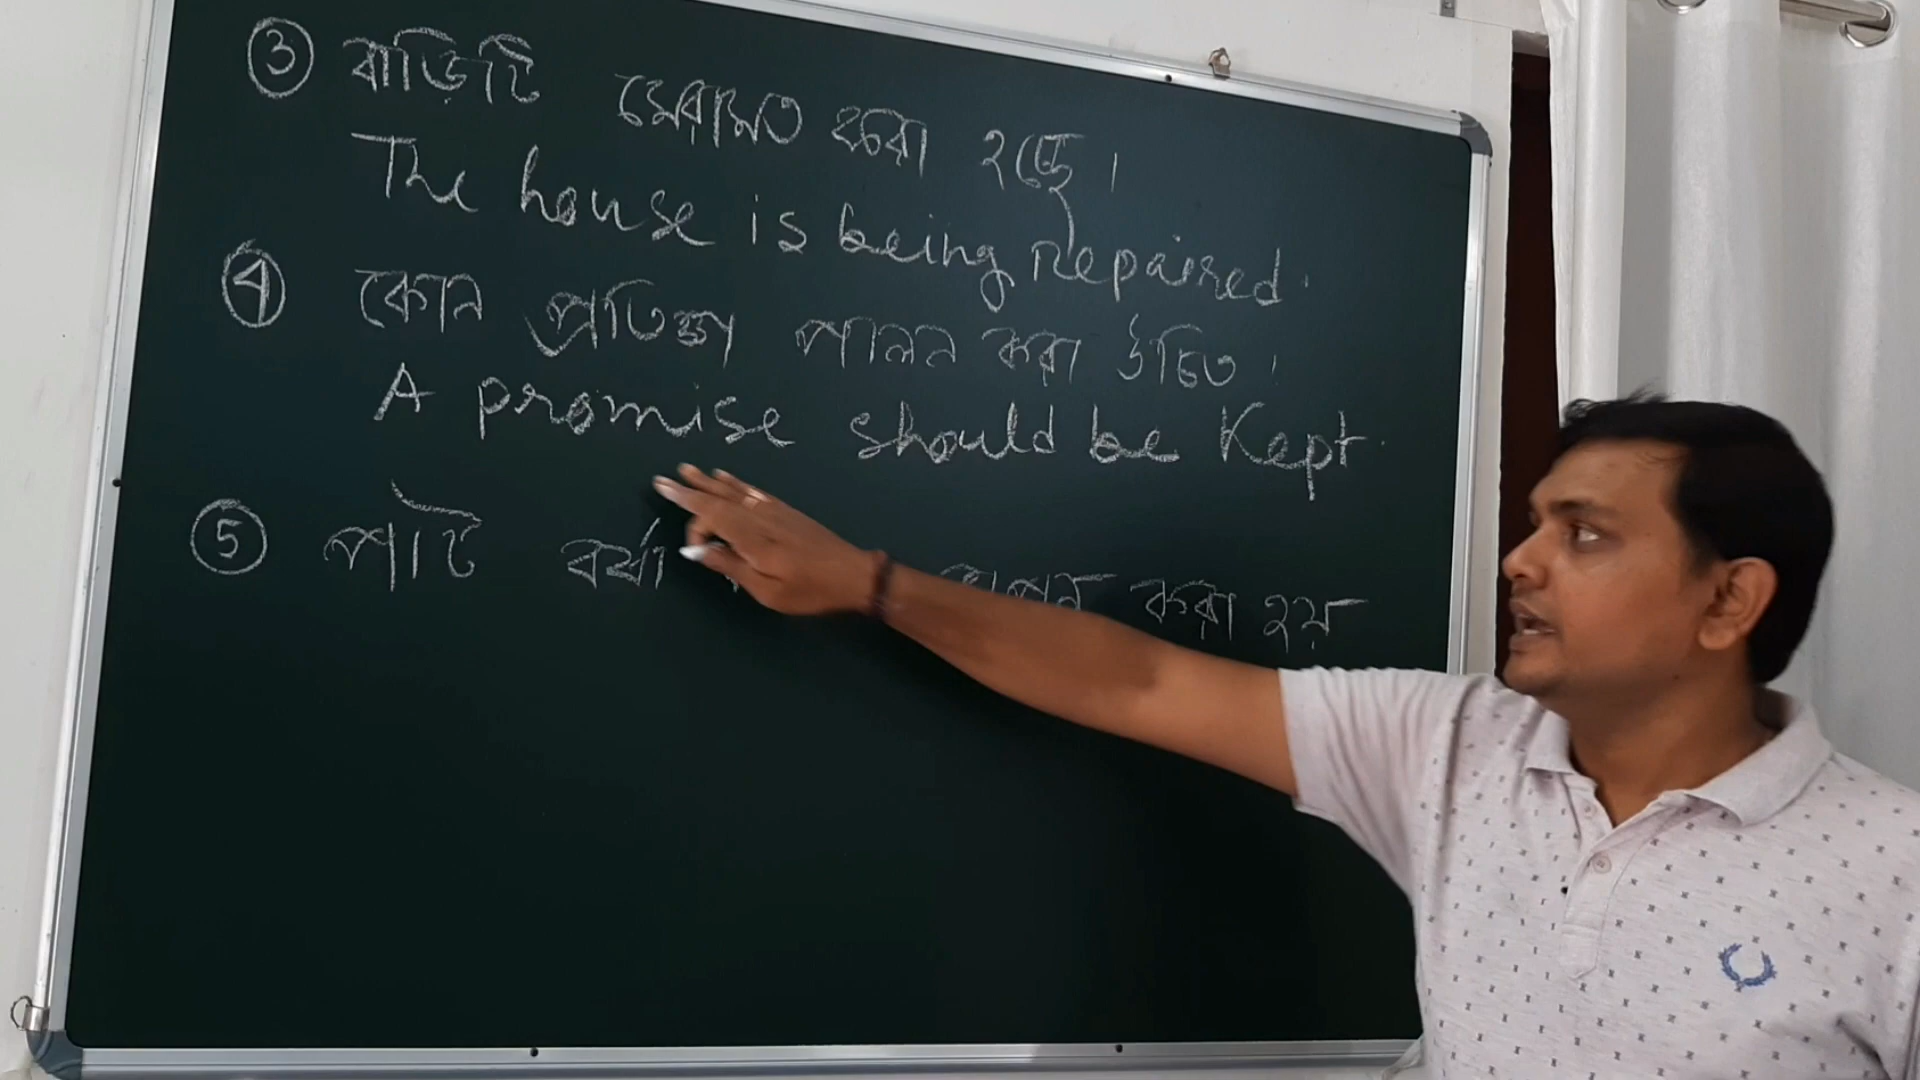 ③ বাড়িটি মেরামত করা হচ্ছে।
The house is being repaired.
④ কোন প্রতিজ্ঞা পালন করা উচিত।
A promise should be kept.
⑤ পাট বর্ষা করা হয়